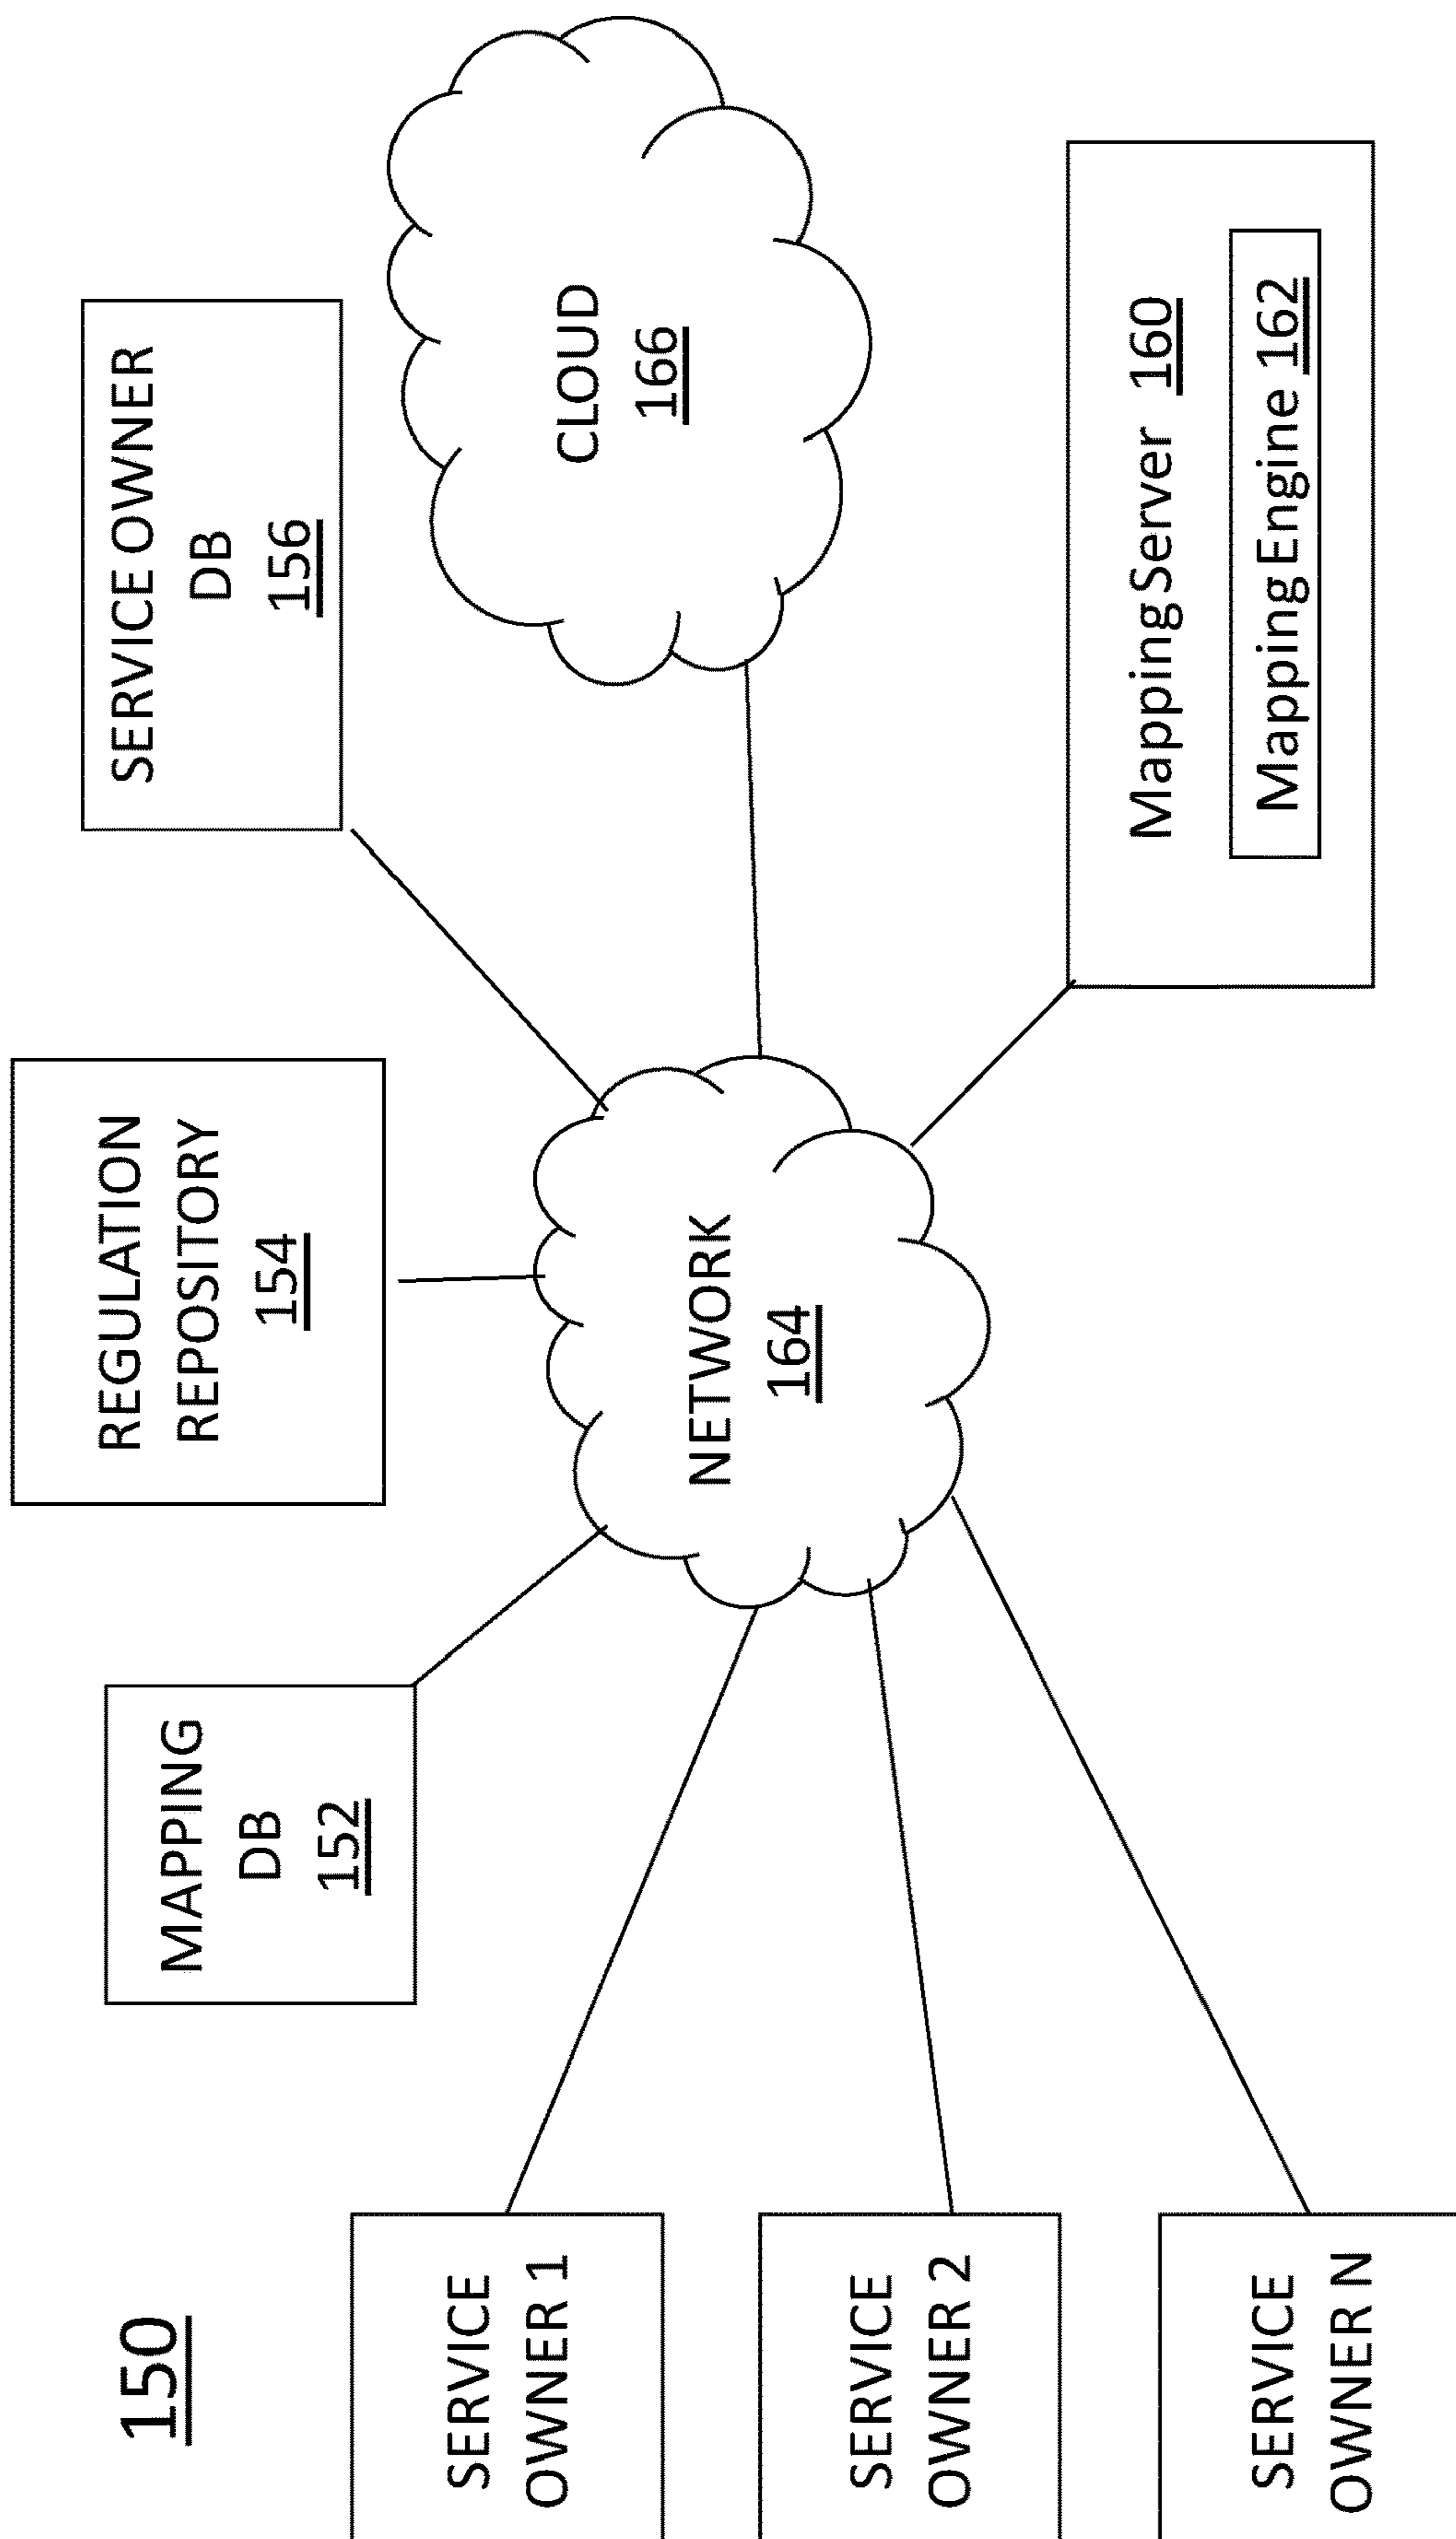 150
MAPPING
DB
152
REGULATION
REPOSITORY
154
SERVICE OWNER
DB
156
SERVICE
OWNER 1
SERVICE
OWNER 2
SERVICE
OWNER N
NETWORK
164
CLOUD
166
Mapping Server 160
Mapping Engine 162